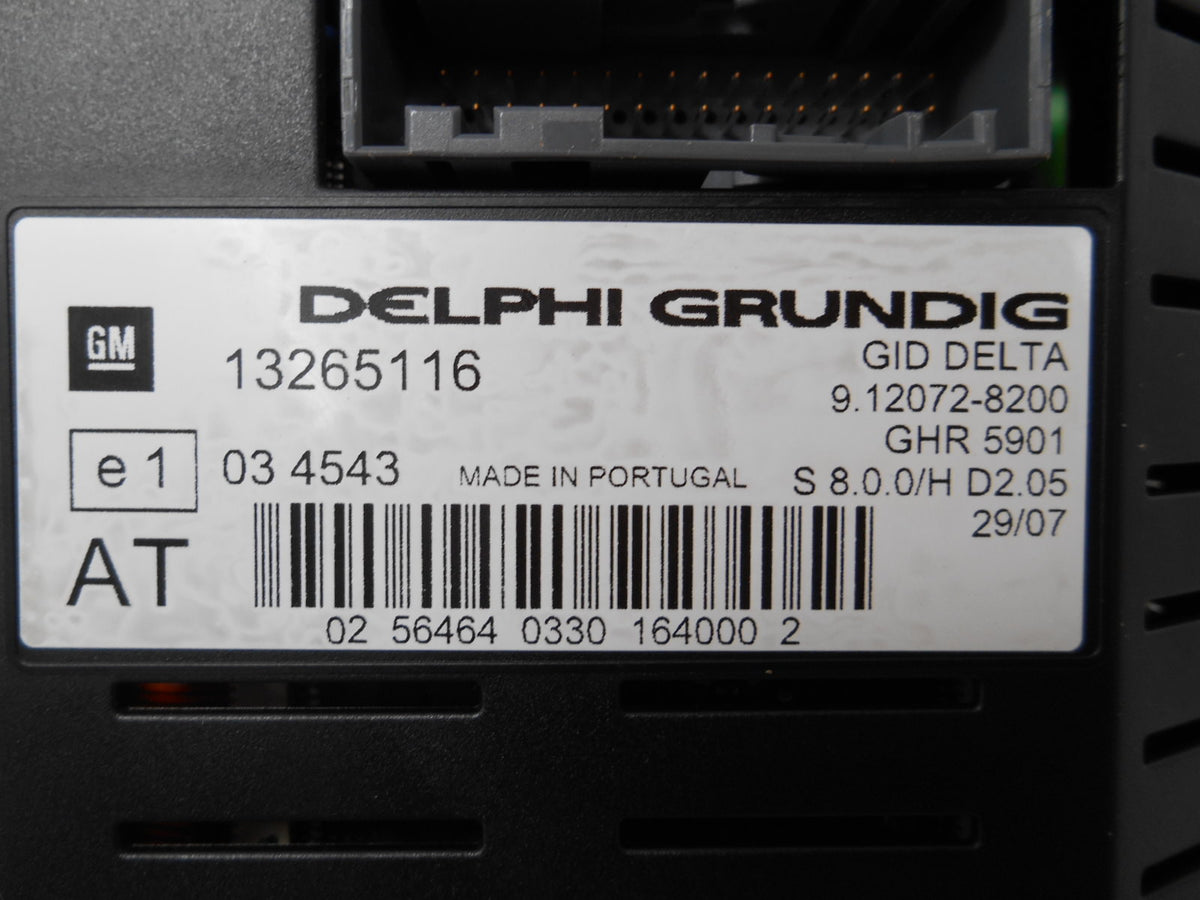 DELPHI GRUNDIG
GM
13265116
GID DELTA
9.12072-8200
GHR 5901
e1
03 4543
MADE IN PORTUGAL
S 8.0.0/H D2.05
29/07
AT
02 56464 0330 164000 2